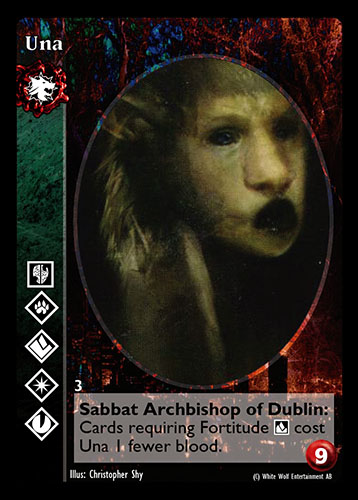 Una
3
Sabbat Archbishop of Dublin:
Cards requiring Fortitude cost
Una 1 fewer blood.
9
Illus: Christopher Shy
(C) White Wolf Entertainment AB